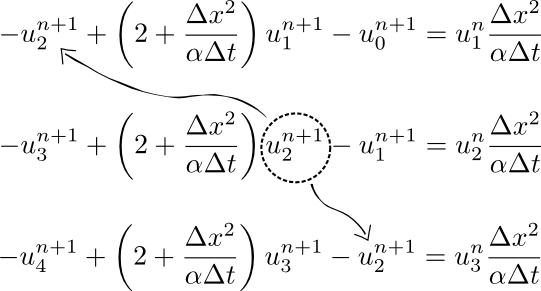 $-u_2^{n+1} + \left(2 + \frac{\Delta x^2}{\alpha \Delta t}\right) u_1^{n+1} - u_0^{n+1} = u_1^n \frac{\Delta x^2}{\alpha \Delta t}$
$-u_3^{n+1} + \left(2 + \frac{\Delta x^2}{\alpha \Delta t}\right) u_2^{n+1} - u_1^{n+1} = u_2^n \frac{\Delta x^2}{\alpha \Delta t}$
$-u_4^{n+1} + \left(2 + \frac{\Delta x^2}{\alpha \Delta t}\right) u_3^{n+1} - u_2^{n+1} = u_3^n \frac{\Delta x^2}{\alpha \Delta t}$